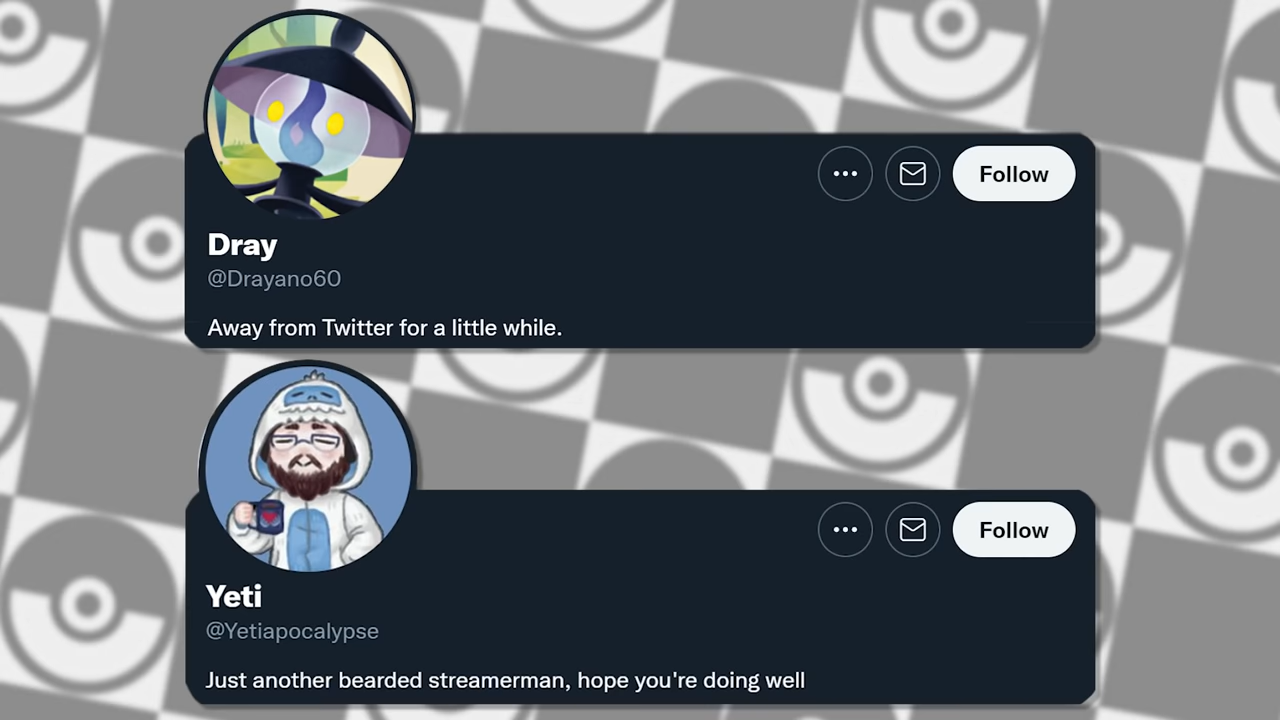 Follow
Dray
@Drayano60
Away from Twitter for a little while.
Follow
Yeti
@Yetiapocalypse
Just another bearded streamerman, hope you're doing well